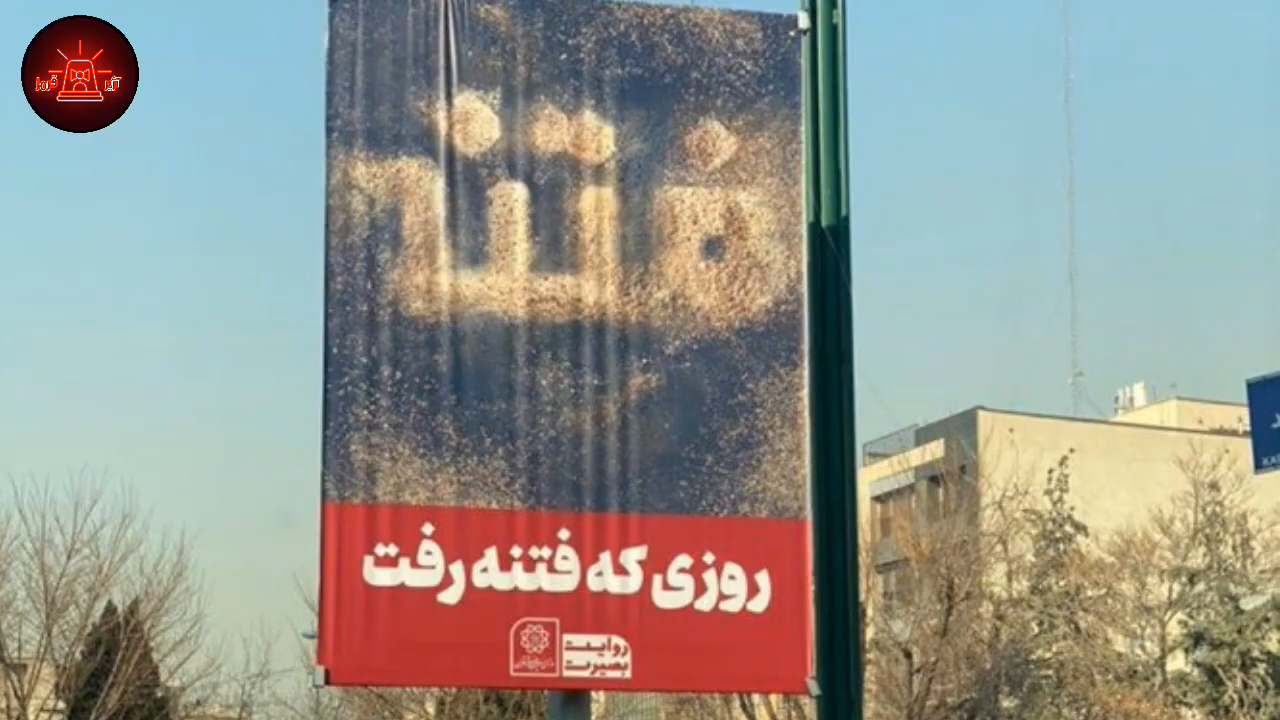 فتنه
روزی که فتنه رفت
روایت
بصیرت